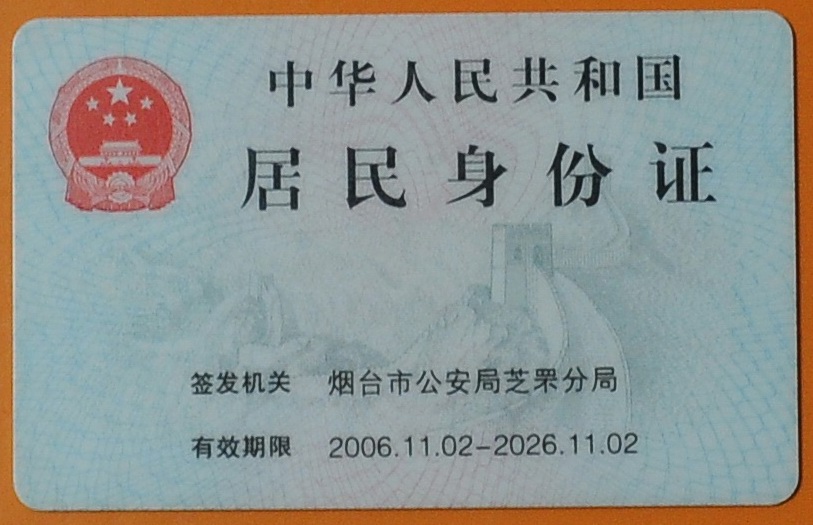 中华人民共和国
居民身份证
签发机关 烟台市公安局芝罘分局
有效期限 2006.11.02-2026.11.02